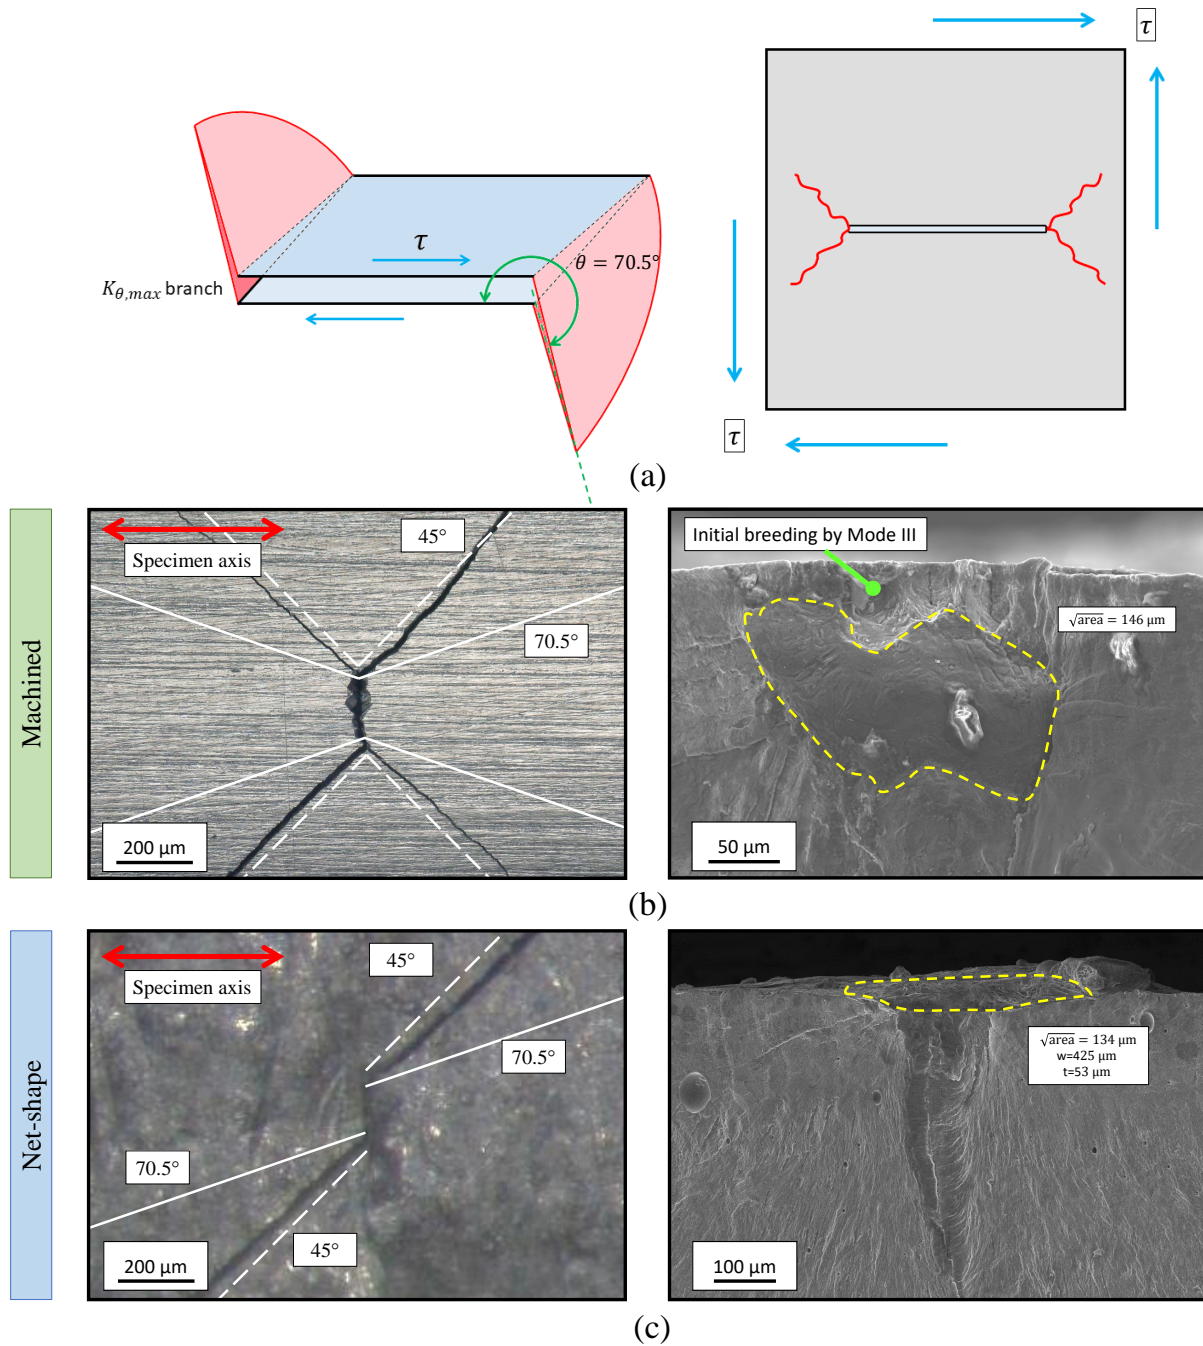 τ
τ
θ = 70.5°
K_θ,max branch
τ
(a)
Machined
Specimen axis
45°
70.5°
200 μm
Initial breeding by Mode III
√area = 146 μm
50 μm
(b)
Net-shape
Specimen axis
45°
70.5°
70.5°
45°
200 μm
√area = 134 μm
w=425 μm
t=53 μm
100 μm
(c)